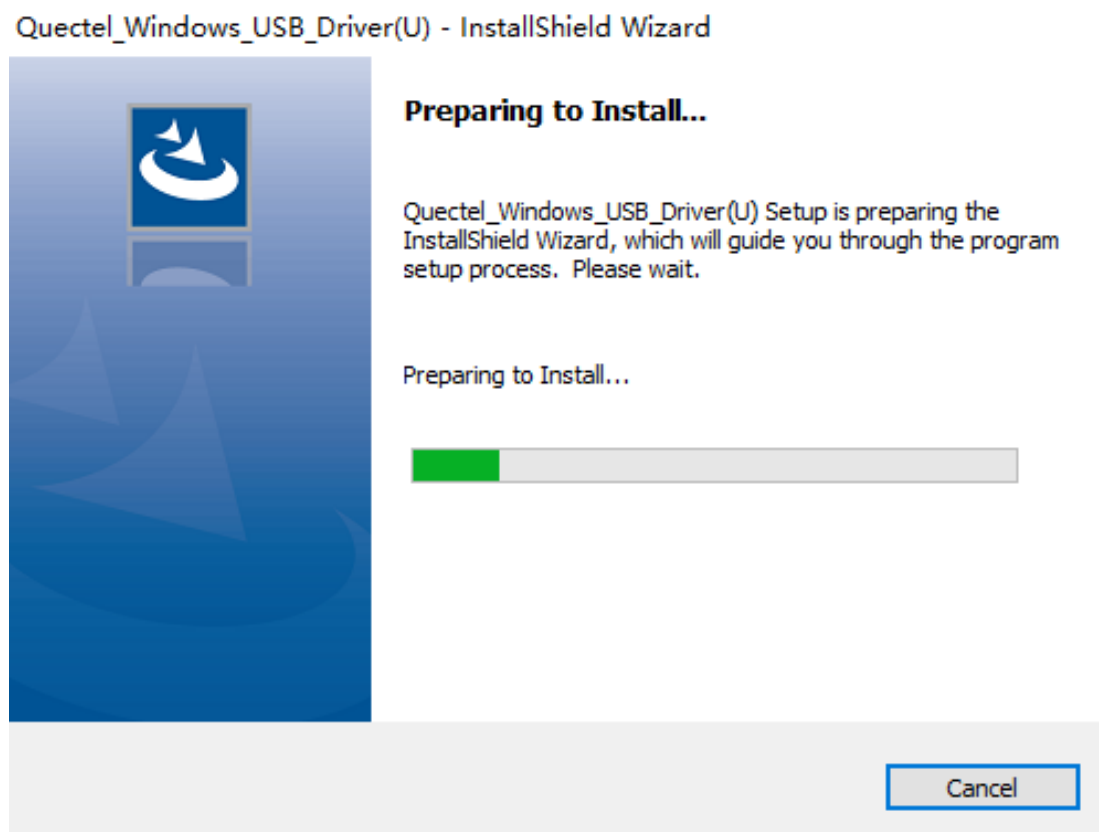 Quectel_Windows_USB_Driver(U) - InstallShield Wizard
Preparing to Install...
Quectel_Windows_USB_Driver(U) Setup is preparing the
InstallShield Wizard, which will guide you through the program
setup process.  Please wait.
Preparing to Install...
Cancel